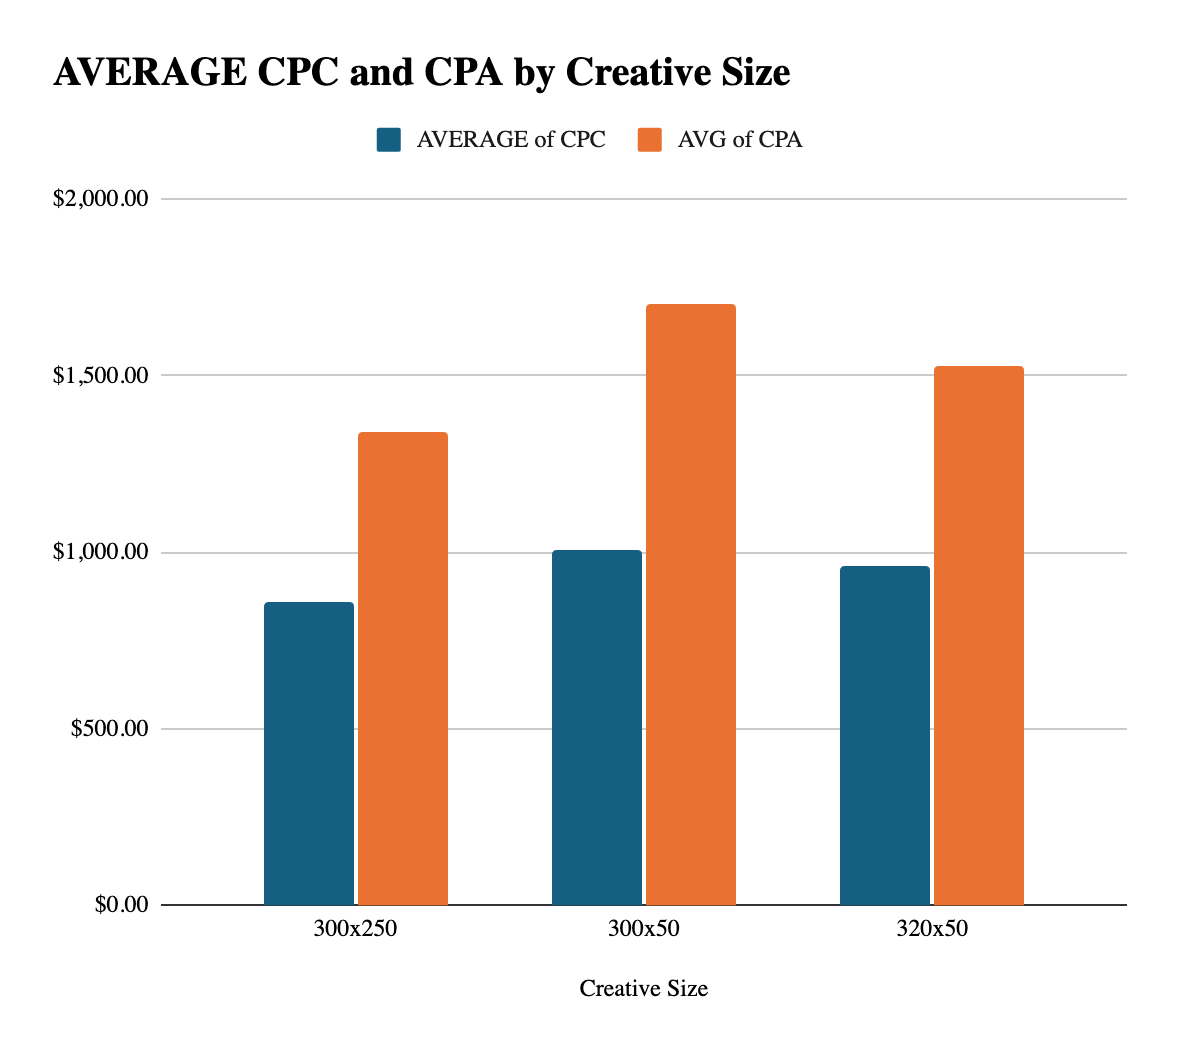 AVERAGE CPC and CPA by Creative Size
AVERAGE of CPC AVG of CPA
$2,000.00
$1,500.00
$1,000.00
$500.00
$0.00
300x250 300x50 320x50
Creative Size